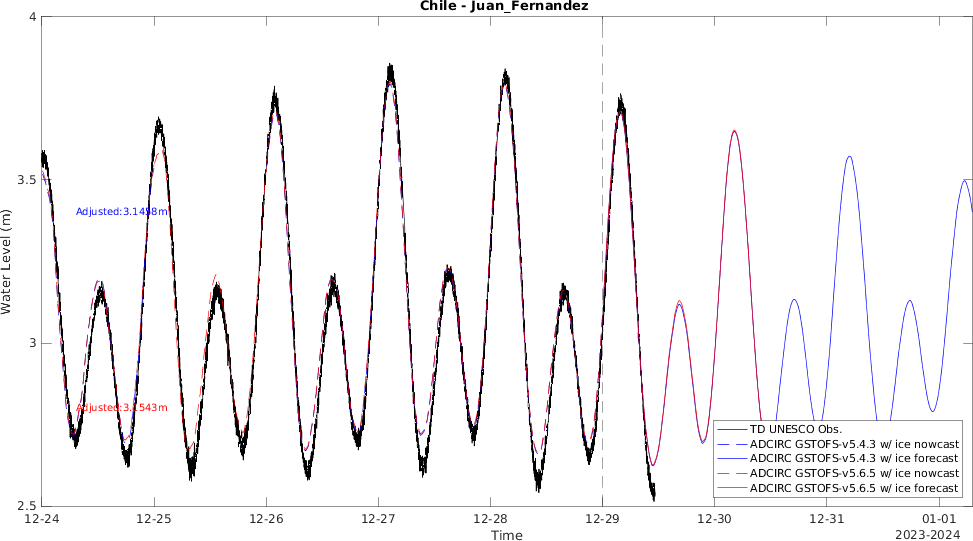 Chile - Juan_Fernandez
4
3.5
3
2.5
Water Level (m)
Adjusted:3.1458m
Adjusted:3.1543m
TD UNESCO Obs.
ADCIRC GSTOFS-v5.4.3 w/ ice nowcast
ADCIRC GSTOFS-v5.4.3 w/ ice forecast
ADCIRC GSTOFS-v5.6.5 w/ ice nowcast
ADCIRC GSTOFS-v5.6.5 w/ ice forecast
12-24 12-25 12-26 12-27 12-28 12-29 12-30 12-31 01-01
Time
2023-2024